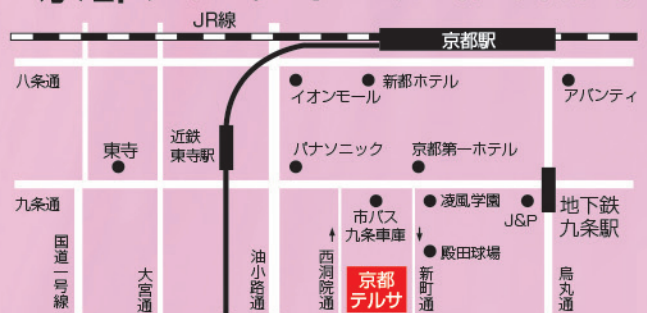 JR線
京都駅
八条通
イオンモール
新都ホテル
アバンティ
近鉄
東寺駅
東寺
パナソニック
京都第一ホテル
九条通
市バス
九条車庫
凌風学園
J&P
地下鉄
九条駅
殿田球場
国道一号線
大宮通
油小路通
西洞院通
京都
テルサ
新町通
烏丸通